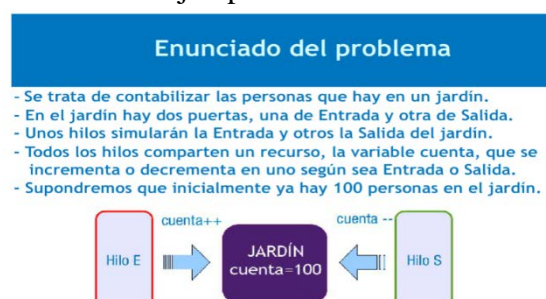 Enunciado del problema
- Se trata de contabilizar las personas que hay en un jardín.
- En el jardín hay dos puertas, una de Entrada y otra de Salida.
- Unos hilos simularán la Entrada y otros la Salida del jardín.
- Todos los hilos comparten un recurso, la variable cuenta, que se
incrementa o decrementa en uno según sea Entrada o Salida.
- Supondremos que inicialmente ya hay 100 personas en el jardín.
cuenta++
cuenta --
Hilo E
JARDÍN
cuenta=100
Hilo S